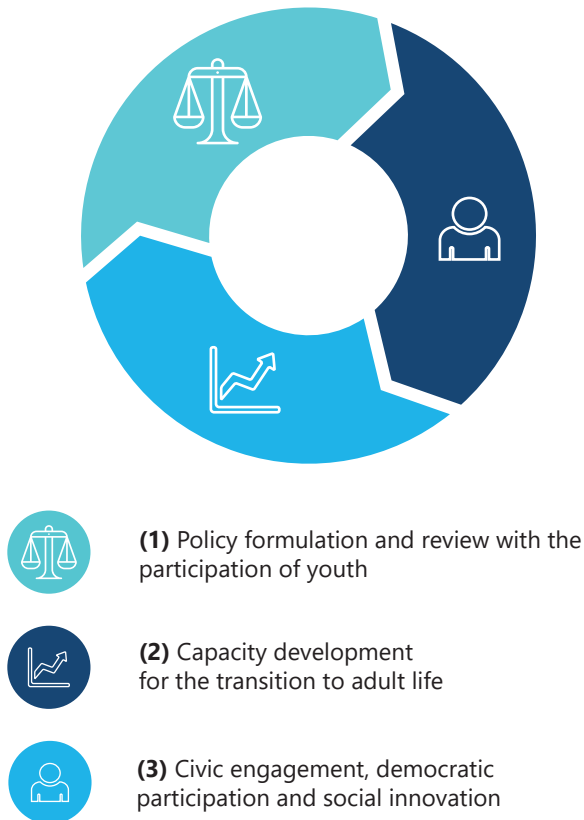 (1) Policy formulation and review with the
participation of youth
(2) Capacity development
for the transition to adult life
(3) Civic engagement, democratic
participation and social innovation